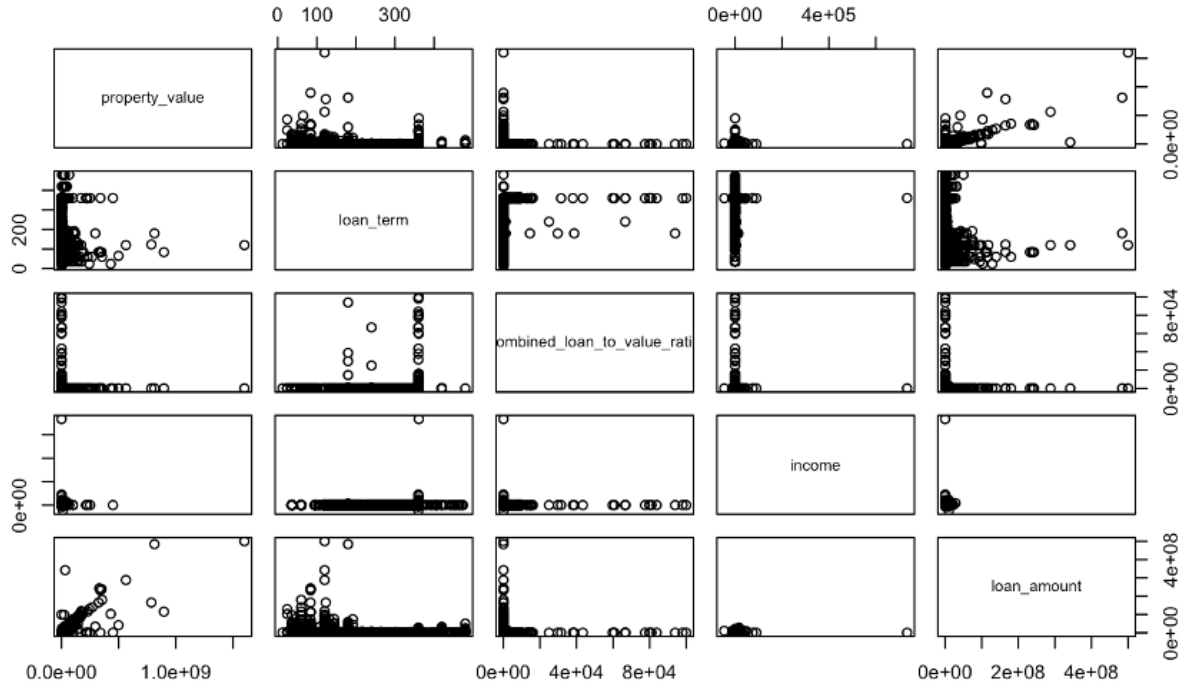 0 100 300
0e+00 4e+05
property_value
0.0e+00
0 200
loan_term
ombined_loan_to_value_rati
0e+00 8e+04
0e+00
income
loan_amount
0e+00 4e+08
0.0e+00 1.0e+09
0e+00 8e+04
0e+00 2e+08 4e+08